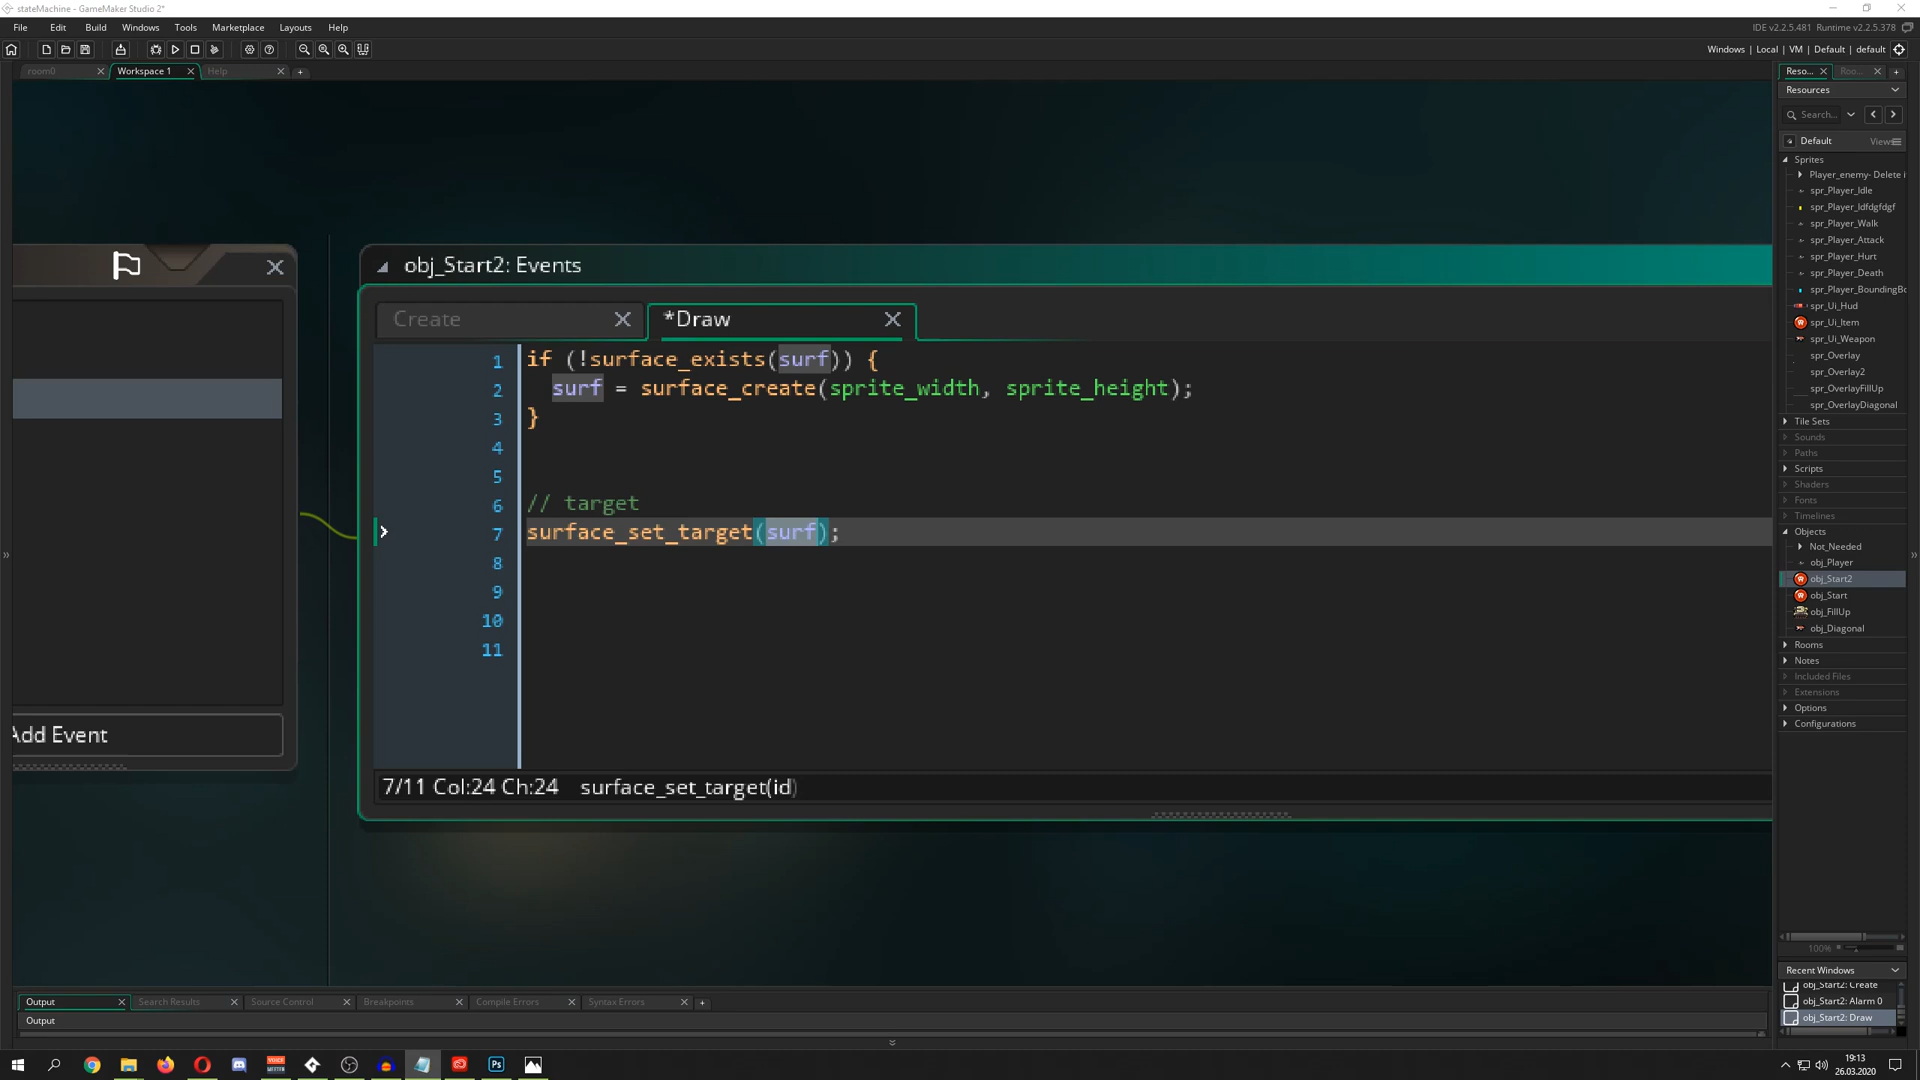 stateMachine - GameMaker Studio 2*
File Edit Build Windows Tools Marketplace Layouts Help
IDE v2.2.5.481 Runtime v2.2.5.378
Windows | Local | VM | Default | default
room0 Workspace 1 Help
Reso...
Resources
Search...
Default Views
Sprites
Player_enemy- Delete
spr_Player_Idle
spr_Player_Idfdgfdgf
spr_Player_Walk
spr_Player_Attack
spr_Player_Hurt
spr_Player_Death
spr_Player_BoundingBo
spr_Ui_Hud
spr_Ui_Item
spr_Ui_Weapon
spr_Overlay
spr_Overlay2
spr_OverlayFillUp
spr_OverlayDiagonal
Tile Sets
Sounds
Paths
Scripts
Shaders
Fonts
Timelines
Objects
Not_Needed
obj_Player
obj_Start2
obj_Start
obj_FillUp
obj_Diagonal
Rooms
Notes
Included Files
Extensions
Options
Configurations
100%
Recent Windows
obj_Start2: Create
obj_Start2: Alarm 0
obj_Start2: Draw
Add Event
obj_Start2: Events
Create *Draw
1 if (!surface_exists(surf)) {
2 surf = surface_create(sprite_width, sprite_height);
3 }
4
5
6 // target
7 surface_set_target(surf);
8
9
10
11
7/11 Col:24 Ch:24 surface_set_target(id)
Output Search Results Source Control Breakpoints Compile Errors Syntax Errors
Output
Ps
19:13
26.03.2020